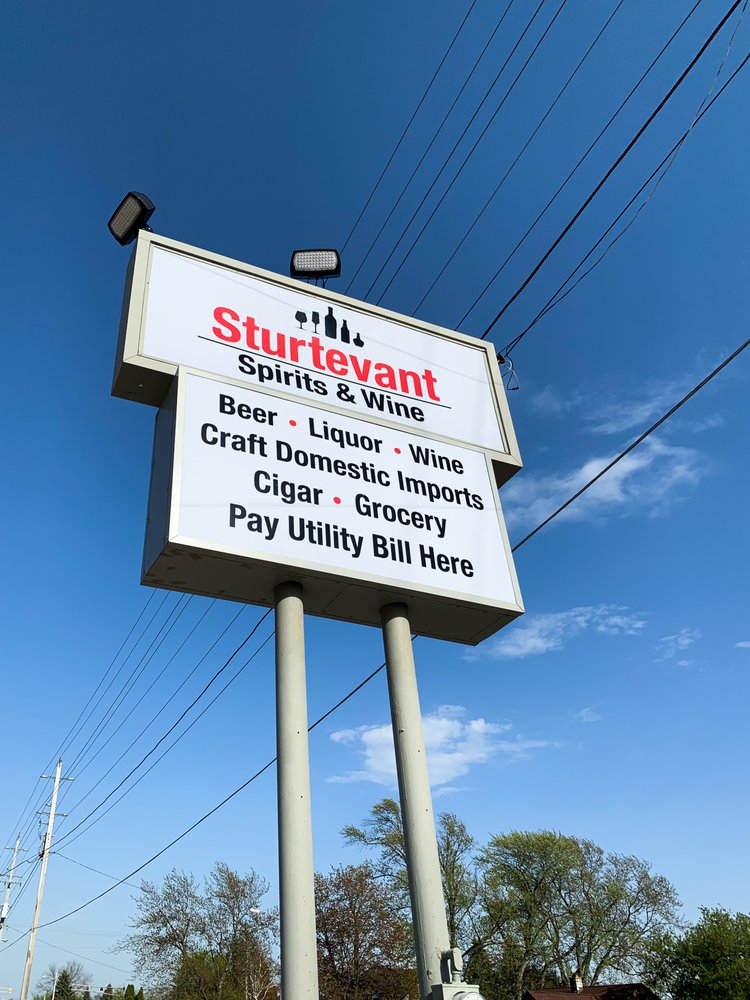 Sturtevant
Spirits & Wine
Beer • Liquor • Wine
Craft Domestic Imports
Cigar • Grocery
Pay Utility Bill Here